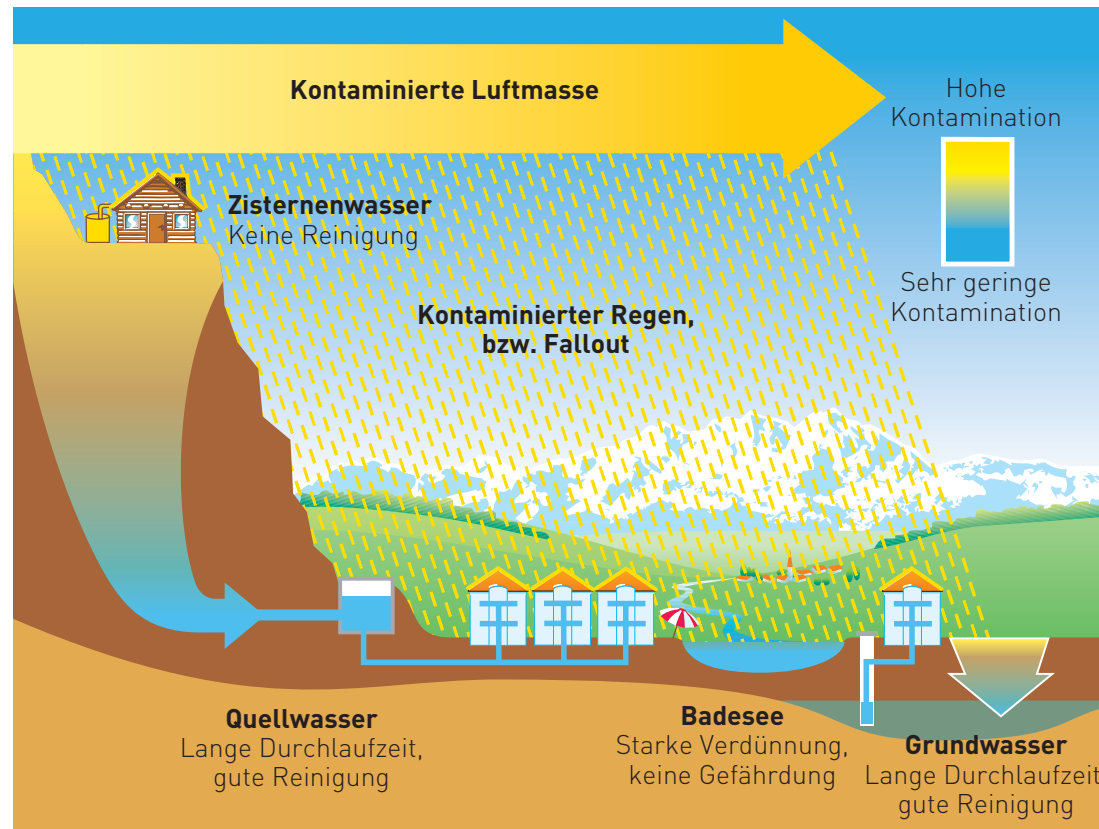 Kontaminierte Luftmasse
Hohe
Kontamination
Sehr geringe
Kontamination
Zisternenwasser
Keine Reinigung
Kontaminierter Regen,
bzw. Fallout
Quellwasser
Lange Durchlaufzeit,
gute Reinigung
Badesee
Starke Verdünnung,
keine Gefährdung
Grundwasser
Lange Durchlaufzeit,
gute Reinigung